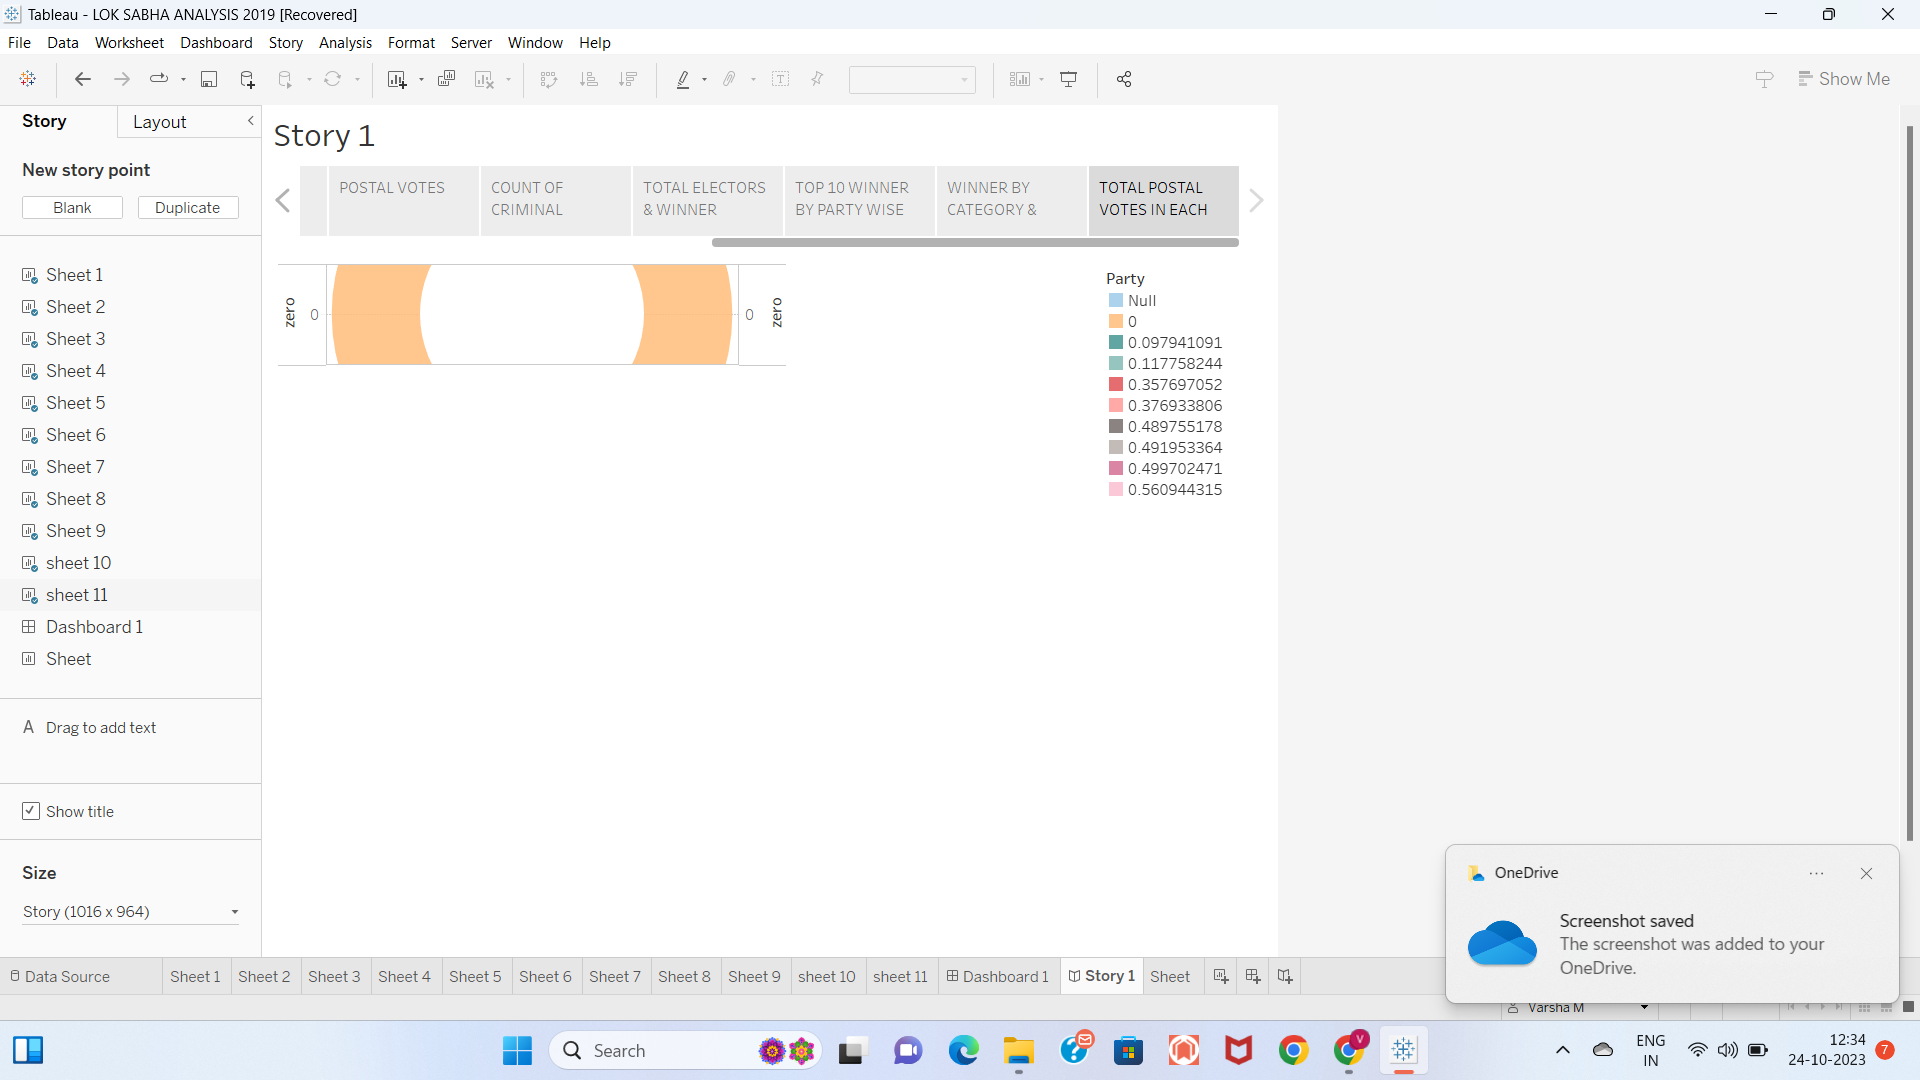 Tableau - LOK SABHA ANALYSIS 2019 [Recovered]
File Data Worksheet Dashboard Story Analysis Format Server Window Help
Show Me
Story Layout
New story point
Blank Duplicate
Sheet 1
Sheet 2
Sheet 3
Sheet 4
Sheet 5
Sheet 6
Sheet 7
Sheet 8
Sheet 9
sheet 10
sheet 11
Dashboard 1
Sheet
A Drag to add text
Show title
Size
Story (1016 x 964)
Story 1
POSTAL VOTES
COUNT OF
CRIMINAL
TOTAL ELECTORS
& WINNER
TOP 10 WINNER
BY PARTY WISE
WINNER BY
CATEGORY &
TOTAL POSTAL
VOTES IN EACH
zero
0
0
zero
Party
Null
0
0.097941091
0.117758244
0.357697052
0.376933806
0.489755178
0.491953364
0.499702471
0.560944315
OneDrive
Screenshot saved
The screenshot was added to your
OneDrive.
Data Source Sheet 1 Sheet 2 Sheet 3 Sheet 4 Sheet 5 Sheet 6 Sheet 7 Sheet 8 Sheet 9 sheet 10 sheet 11 Dashboard 1 Story 1 Sheet
Varsha M
Search
V
ENG
IN
12:34
24-10-2023
7